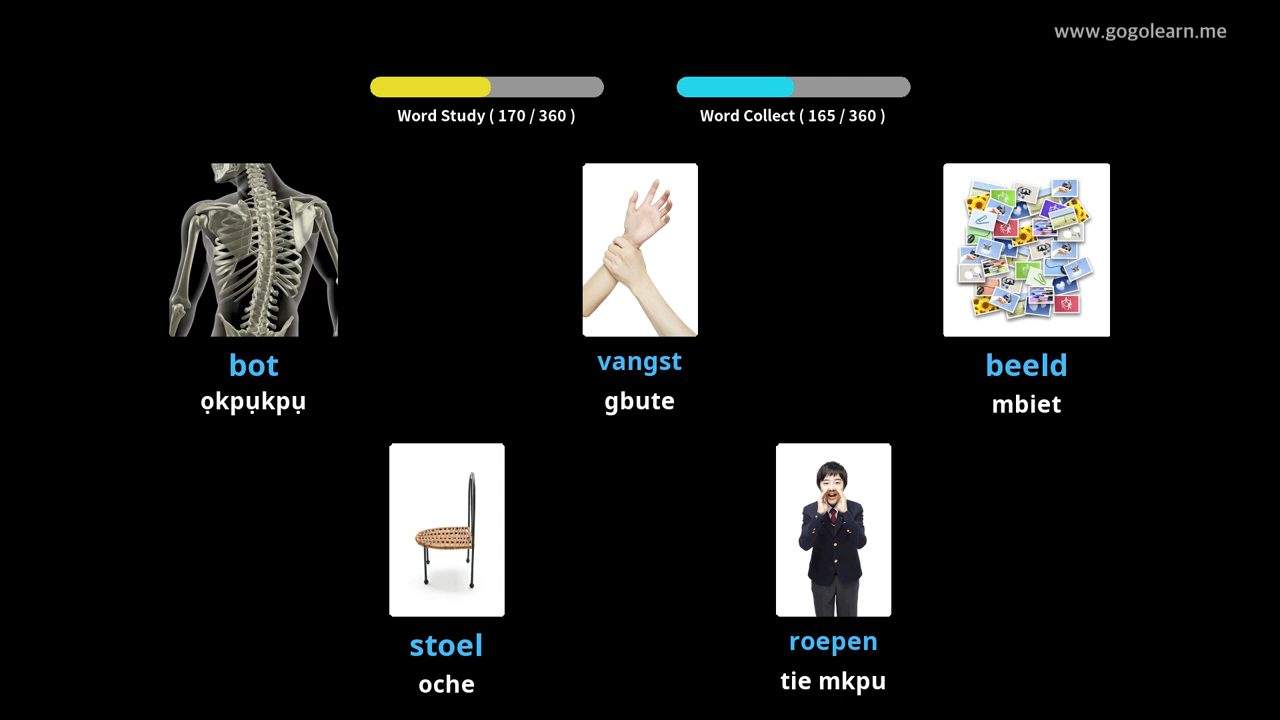 www.gogolearn.me
Word Study ( 170 / 360 )
Word Collect ( 165 / 360 )
bot
ọkpụkpụ
vangst
gbute
beeld
mbiet
stoel
oche
roepen
tie mkpu